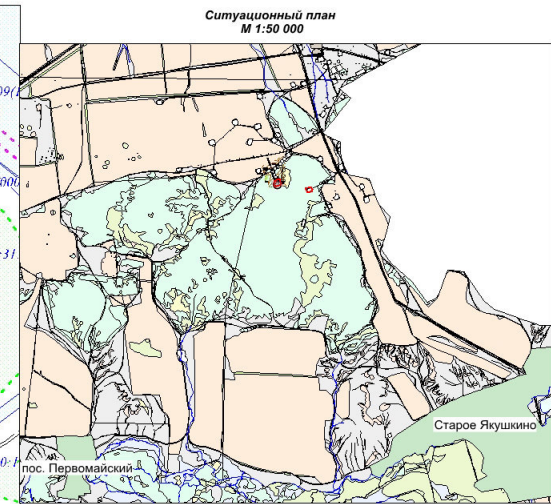 Ситуационный план
М 1:50 000
Старое Якушкино
пос. Первомайский